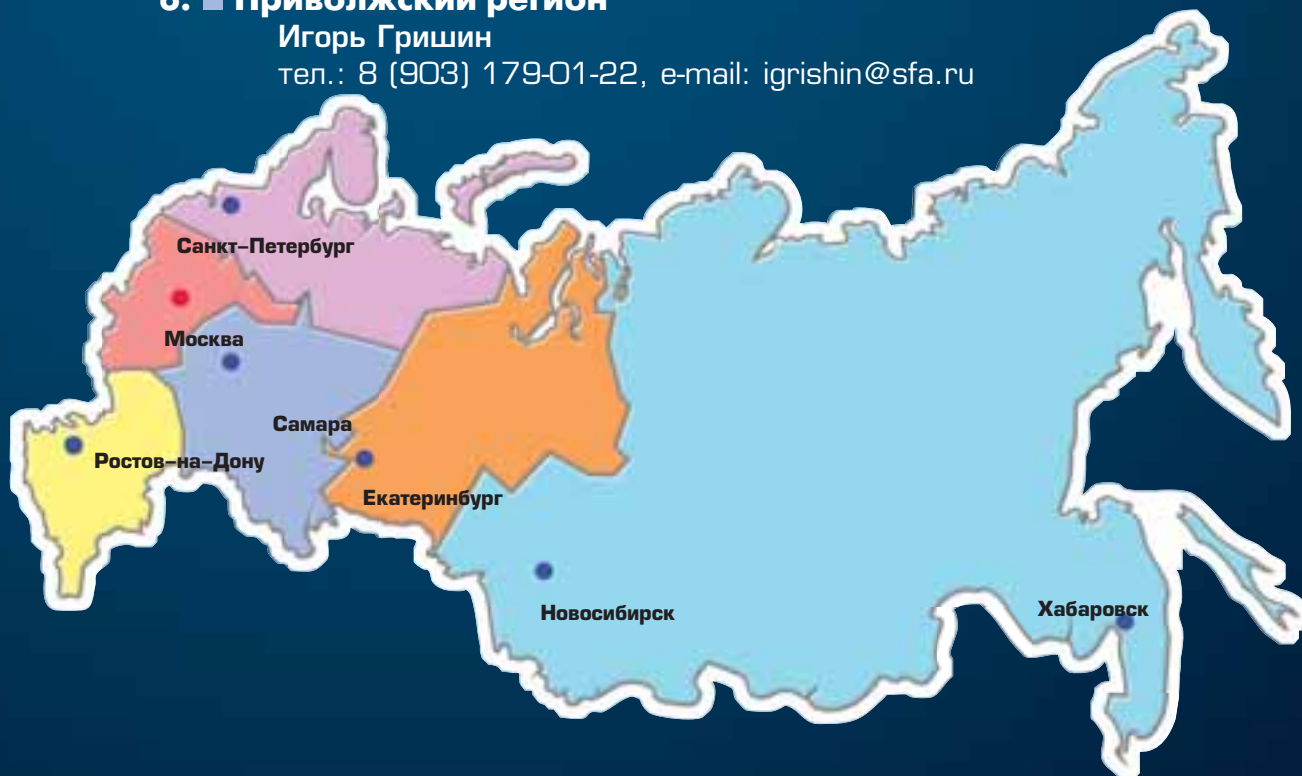 6. Приволжский регион
Игорь Гришин
тел.: 8 (903) 179-01-22, e-mail: igrishin@sfa.ru
Санкт-Петербург
Москва
Самара
Ростов-на-Дону
Екатеринбург
Новосибирск
Хабаровск